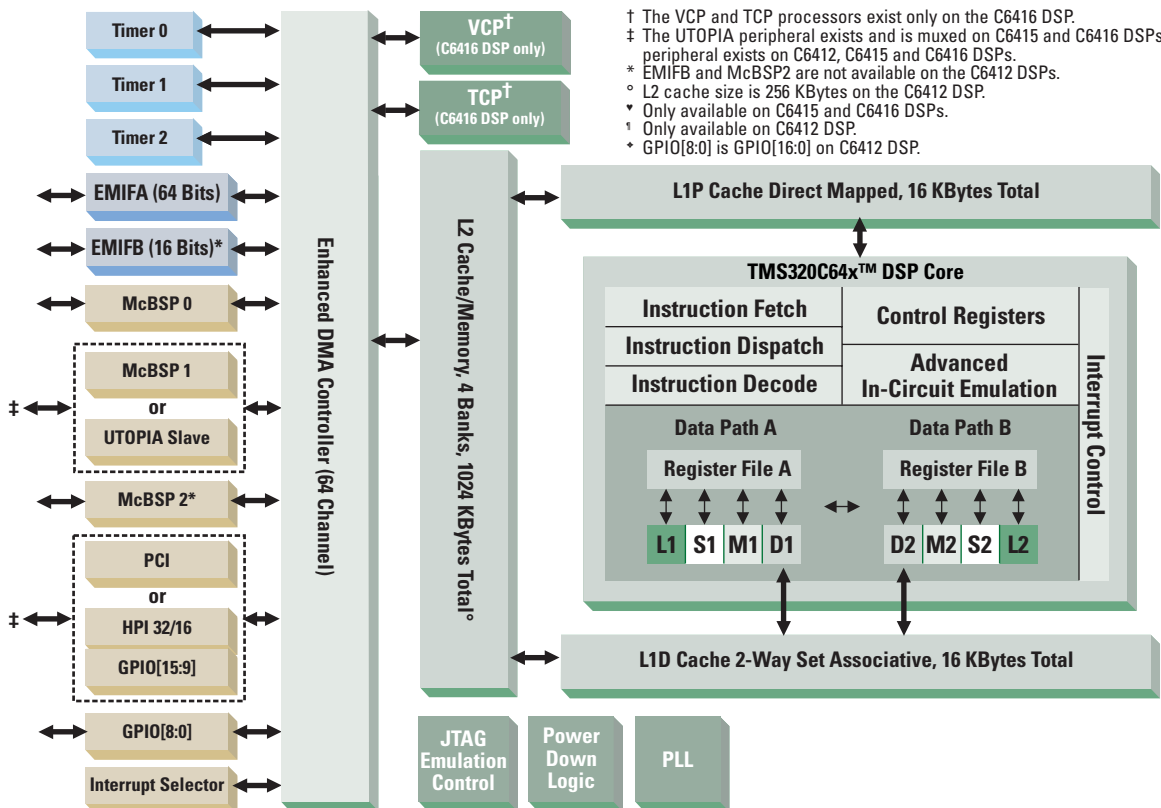 Timer 0
Timer 1
Timer 2
EMIFA (64 Bits)
EMIFB (16 Bits)*
McBSP 0
McBSP 1
or
UTOPIA Slave
‡
McBSP 2*
PCI
or
HPI 32/16
GPIO[15:9]
‡
GPIO[8:0]
Interrupt Selector
Enhanced DMA Controller (64 Channel)
VCP†
(C6416 DSP only)
TCP†
(C6416 DSP only)
L2 Cache/Memory, 4 Banks, 1024 KBytes Total°
† The VCP and TCP processors exist only on the C6416 DSP.
‡ The UTOPIA peripheral exists and is muxed on C6415 and C6416 DSPs
peripheral exists on C6412, C6415 and C6416 DSPs.
* EMIFB and McBSP2 are not available on the C6412 DSPs.
° L2 cache size is 256 KBytes on the C6412 DSP.
♥ Only available on C6415 and C6416 DSPs.
¶ Only available on C6412 DSP.
✦ GPIO[8:0] is GPIO[16:0] on C6412 DSP.
L1P Cache Direct Mapped, 16 KBytes Total
TMS320C64x™ DSP Core
Instruction Fetch
Instruction Dispatch
Instruction Decode
Control Registers
Advanced
In-Circuit Emulation
Interrupt Control
Data Path A
Data Path B
Register File A
Register File B
L1 S1 M1 D1
D2 M2 S2 L2
L1D Cache 2-Way Set Associative, 16 KBytes Total
JTAG
Emulation
Control
Power
Down
Logic
PLL